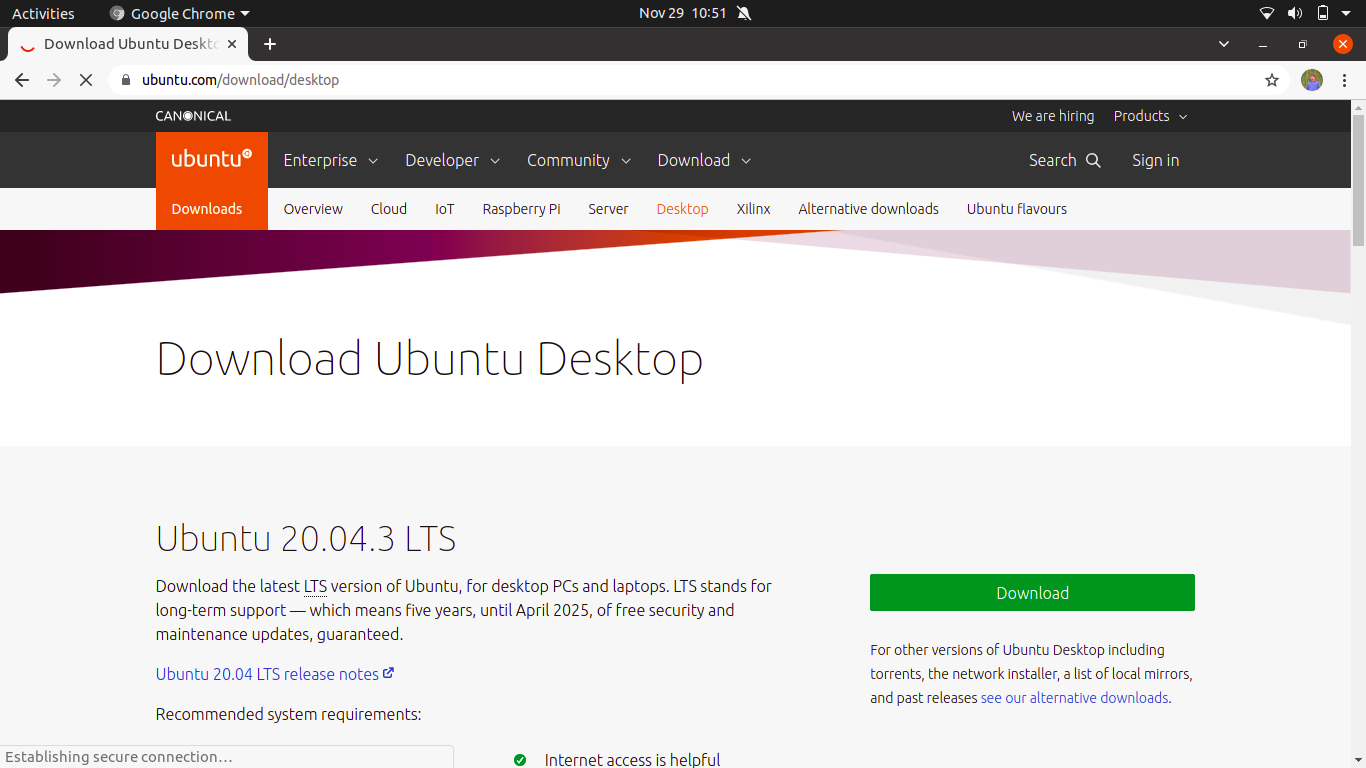 Activities
Google Chrome
Nov 29 10:51
Download Ubuntu Deskto
ubuntu.com/download/desktop
CANONICAL
We are hiring
Products
ubuntu
Enterprise
Developer
Community
Download
Search
Sign in
Downloads
Overview
Cloud
IoT
Raspberry Pi
Server
Desktop
Xilinx
Alternative downloads
Ubuntu flavours
Download Ubuntu Desktop
Ubuntu 20.04.3 LTS
Download the latest LTS version of Ubuntu, for desktop PCs and laptops. LTS stands for
long-term support — which means five years, until April 2025, of free security and
maintenance updates, guaranteed.
Ubuntu 20.04 LTS release notes
Recommended system requirements:
Download
For other versions of Ubuntu Desktop including
torrents, the network installer, a list of local mirrors,
and past releases see our alternative downloads.
Internet access is helpful
Establishing secure connection…